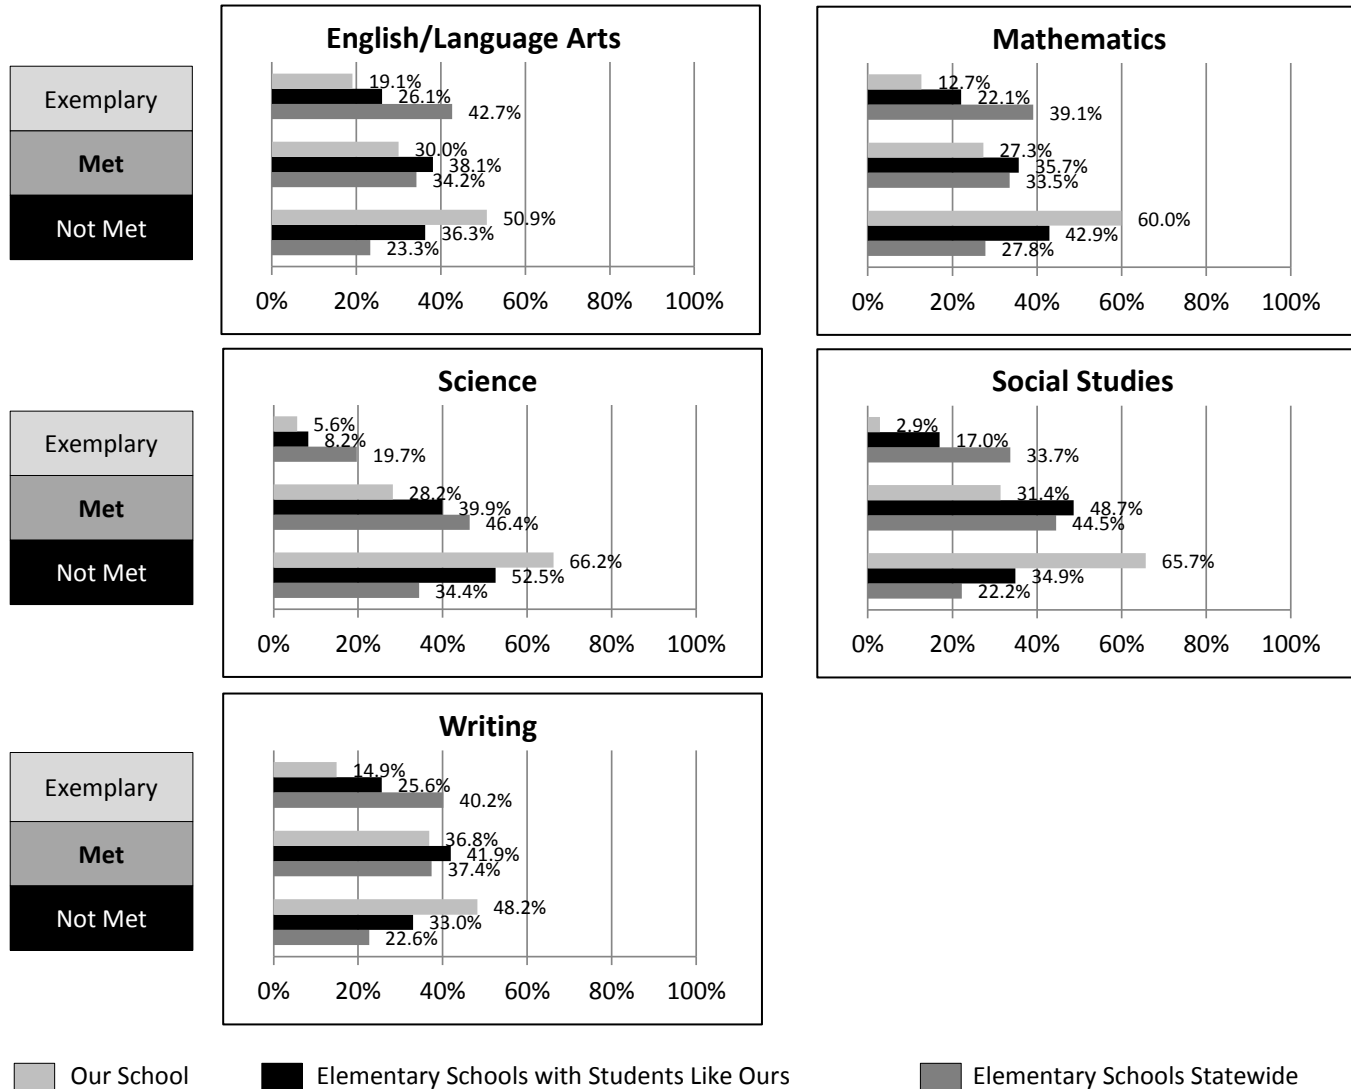 English/Language Arts
Exemplary
Met
Not Met
19.1%
26.1%
42.7%
30.0%
38.1%
34.2%
50.9%
36.3%
23.3%
0% 20% 40% 60% 80% 100%
Mathematics
12.7%
22.1%
39.1%
27.3%
35.7%
33.5%
60.0%
42.9%
27.8%
0% 20% 40% 60% 80% 100%
Science
Exemplary
Met
Not Met
5.6%
8.2%
19.7%
28.2%
39.9%
46.4%
66.2%
52.5%
34.4%
0% 20% 40% 60% 80% 100%
Social Studies
2.9%
17.0%
33.7%
31.4%
48.7%
44.5%
65.7%
34.9%
22.2%
0% 20% 40% 60% 80% 100%
Writing
Exemplary
Met
Not Met
14.9%
25.6%
40.2%
36.8%
41.9%
37.4%
48.2%
33.0%
22.6%
0% 20% 40% 60% 80% 100%
Our School Elementary Schools with Students Like Ours Elementary Schools Statewide